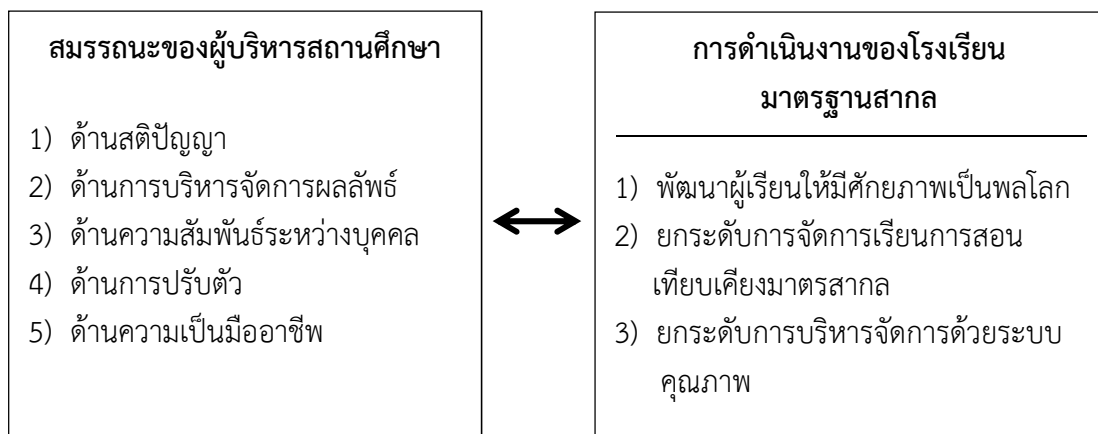 สมรรถนะของผู้บริหารสถานศึกษา
1) ด้านสติปัญญา
2) ด้านการบริหารจัดการผลลัพธ์
3) ด้านความสัมพันธ์ระหว่างบุคคล
4) ด้านการปรับตัว
5) ด้านความเป็นมืออาชีพ
การดำเนินงานของโรงเรียน
มาตรฐานสากล
1) พัฒนาผู้เรียนให้มีศักยภาพเป็นพลโลก
2) ยกระดับการจัดการเรียนการสอน
เทียบเคียงมาตรสากล
3) ยกระดับการบริหารจัดการด้วยระบบ
คุณภาพ